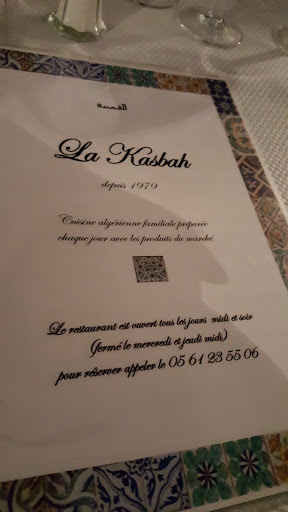 القصبة
La Kasbah
depuis 1979
Cuisine algérienne familiale préparée
chaque jour avec les produits du marché
Le restaurant est ouvert tous les jours midi et soir
(fermé le mercredi et jeudi midi)
pour réserver appeler le 05 61 23 55 06